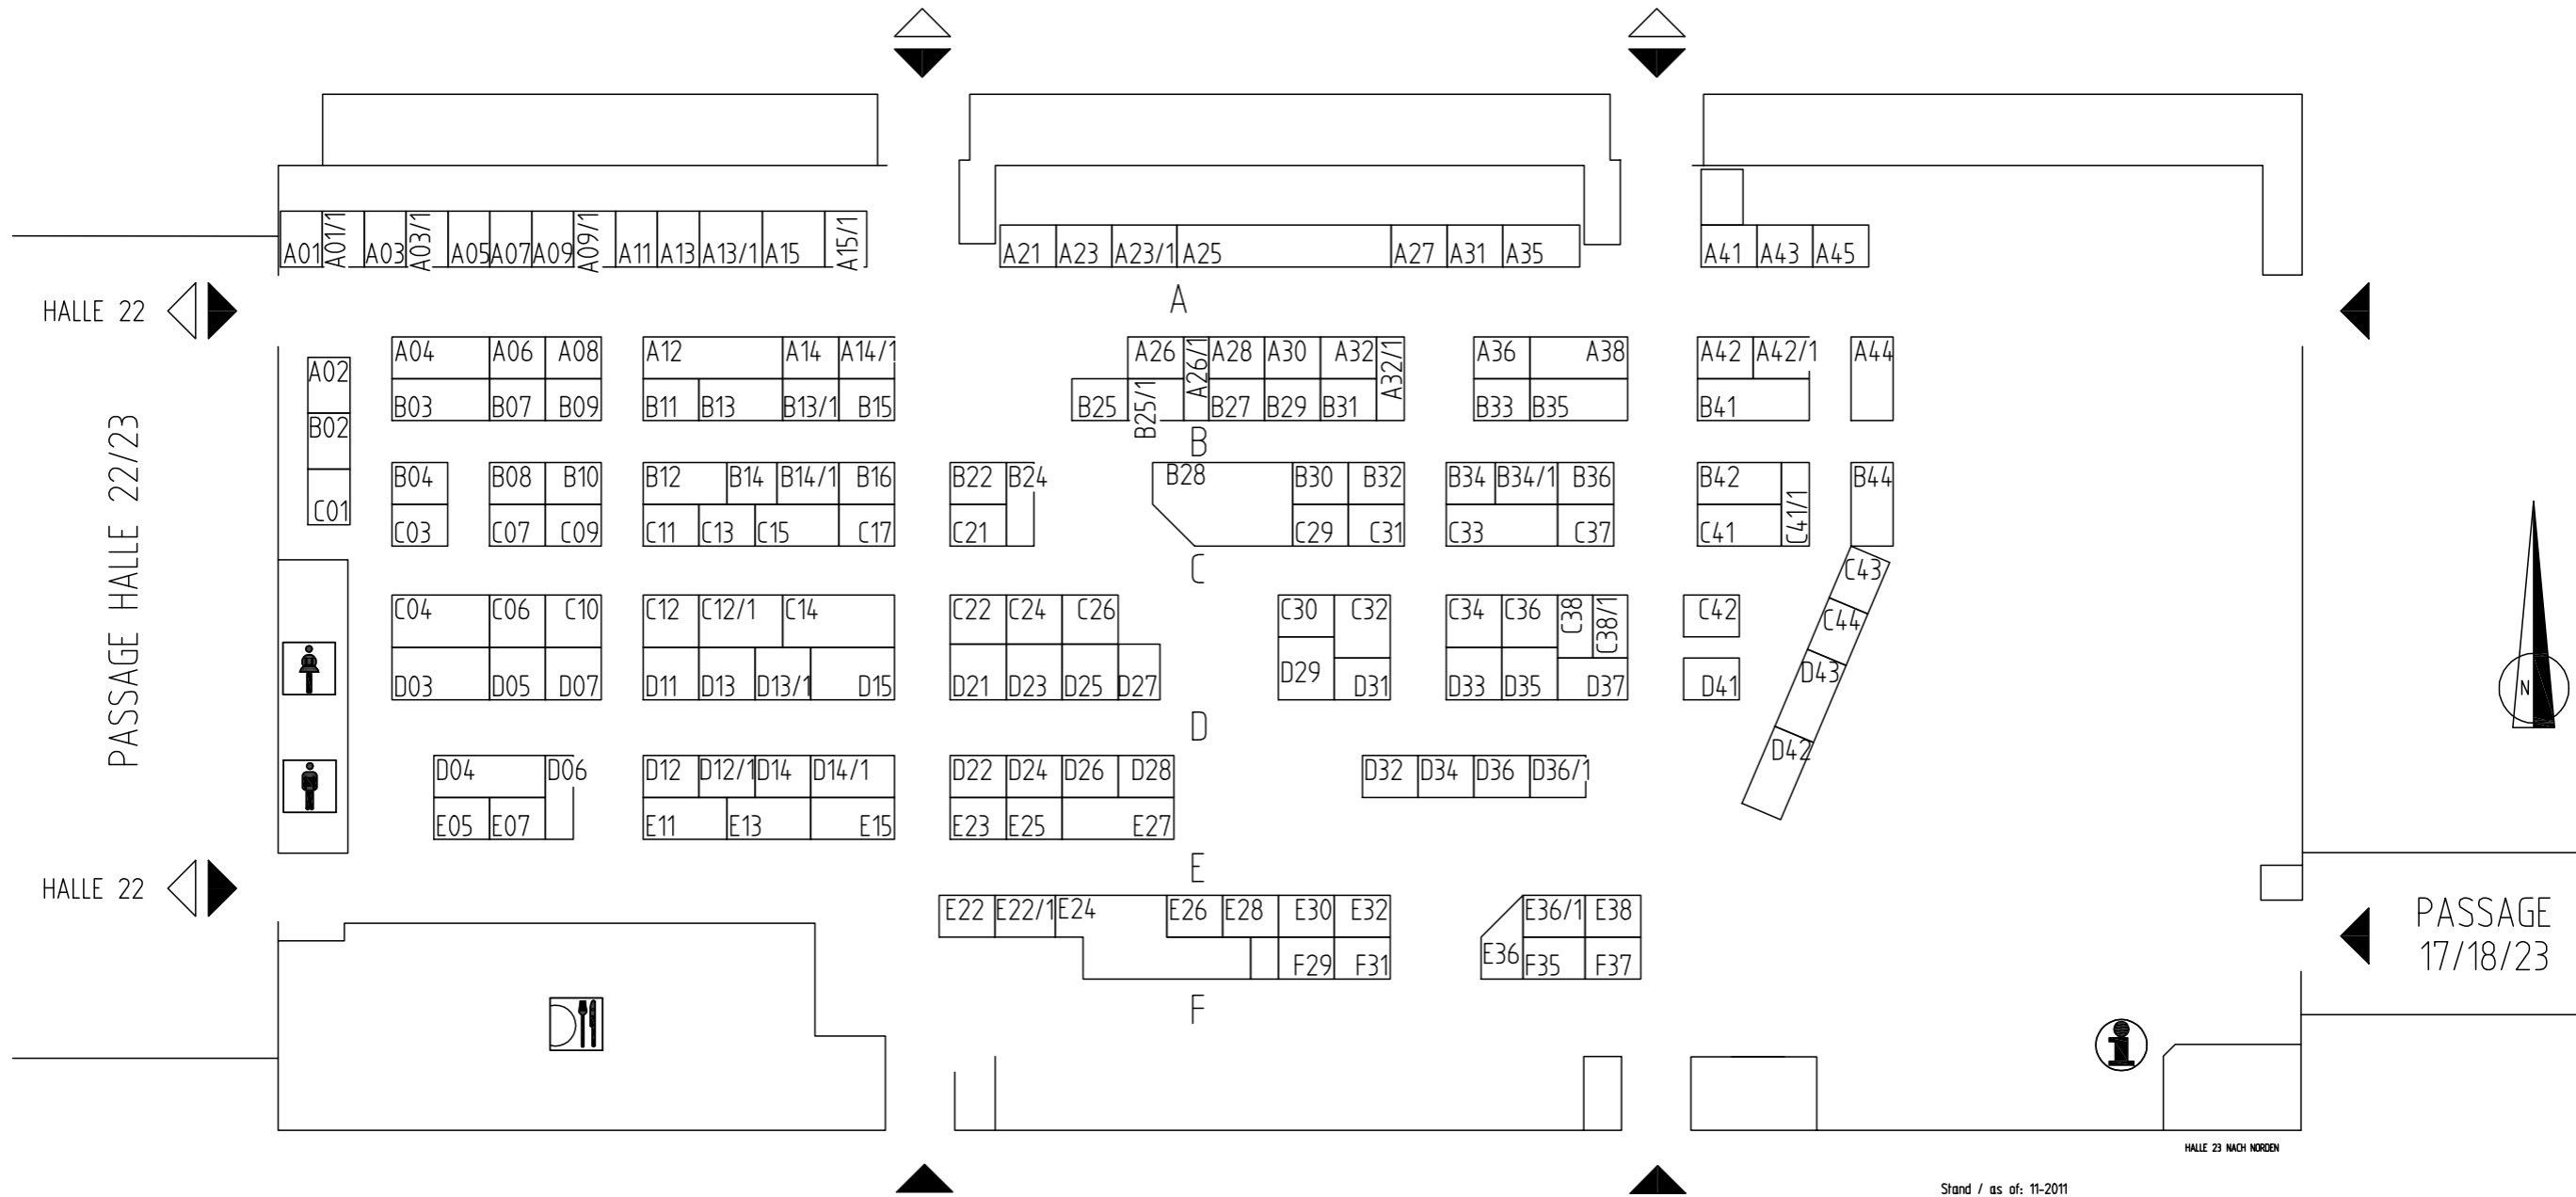 A01 A01/1 A03 A03/1 A05 A07 A09 A09/1 A11 A13 A13/1 A15 A15/1 A21 A23 A23/1 A25 A27 A31 A35 A41 A43 A45
A
HALLE 22
A04 A06 A08 A12 A14 A14/1 A26 A26/1 A28 A30 A32 A32/1 A36 A38 A42 A42/1 A44
A02
B03 B07 B09 B11 B13 B13/1 B15 B25 B25/1 B27 B29 B31 B33 B35 B41
B02
B
PASSAGE HALLE 22/23
B04 B08 B10 B12 B14 B14/1 B16 B22 B24 B28 B30 B32 B34 B34/1 B36 B42 C41/1 B44
C01
C03 C07 C09 C11 C13 C15 C17 C21 C29 C31 C33 C37 C41
C
C43
C04 C06 C10 C12 C12/1 C14 C22 C24 C26 C30 C32 C34 C36 C38 C38/1 C42 C44
D29 D43
D03 D05 D07 D11 D13 D13/1 D15 D21 D23 D25 D27 D31 D33 D35 D37 D41
N
D
D42
D04 D06 D12 D12/1 D14 D14/1 D22 D24 D26 D28 D32 D34 D36 D36/1
E05 E07 E11 E13 E15 E23 E25 E27
E
HALLE 22
E22 E22/1 E24 E26 E28 E30 E32 E36/1 E38
PASSAGE
17/18/23
E36
F29 F31 F35 F37
F
HALLE 23 NACH NORDEN
Stand / as of: 11-2011